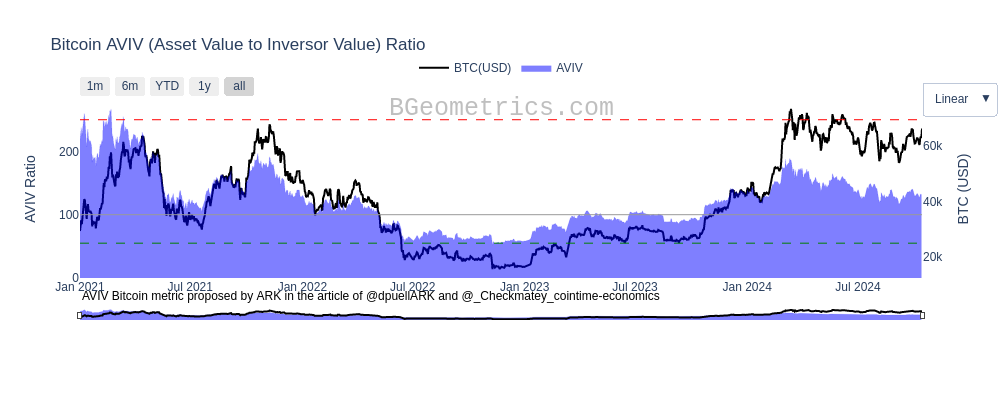 Bitcoin AVIV (Asset Value to Inversor Value) Ratio
BTC(USD) AVIV
1m 6m YTD 1y all
Linear ▼
BGeometrics.com
AVIV Ratio
200
100
0
60k
40k
20k
BTC (USD)
Jan 2021 Jul 2021 Jan 2022 Jul 2022 Jan 2023 Jul 2023 Jan 2024 Jul 2024
AVIV Bitcoin metric proposed by ARK in the article of @dpuellARK and @_Checkmatey_cointime-economics